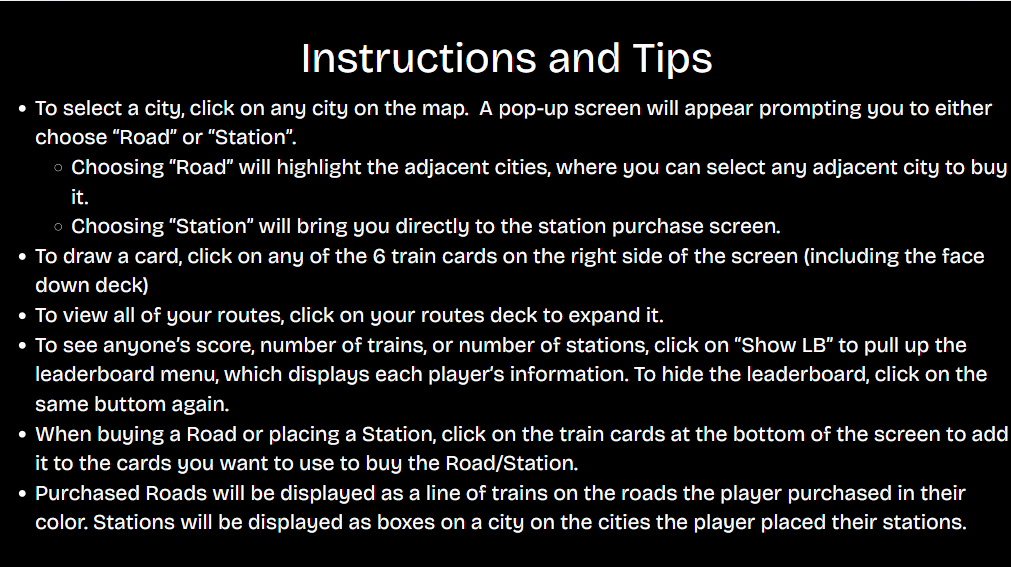 Instructions and Tips
• To select a city, click on any city on the map.  A pop-up screen will appear prompting you to either
choose “Road” or “Station”.
○ Choosing “Road” will highlight the adjacent cities, where you can select any adjacent city to buy
it.
○ Choosing “Station” will bring you directly to the station purchase screen.
• To draw a card, click on any of the 6 train cards on the right side of the screen (including the face
down deck)
• To view all of your routes, click on your routes deck to expand it.
• To see anyone’s score, number of trains, or number of stations, click on “Show LB” to pull up the
leaderboard menu, which displays each player’s information. To hide the leaderboard, click on the
same buttom again.
• When buying a Road or placing a Station, click on the train cards at the bottom of the screen to add
it to the cards you want to use to buy the Road/Station.
• Purchased Roads will be displayed as a line of trains on the roads the player purchased in their
color. Stations will be displayed as boxes on a city on the cities the player placed their stations.